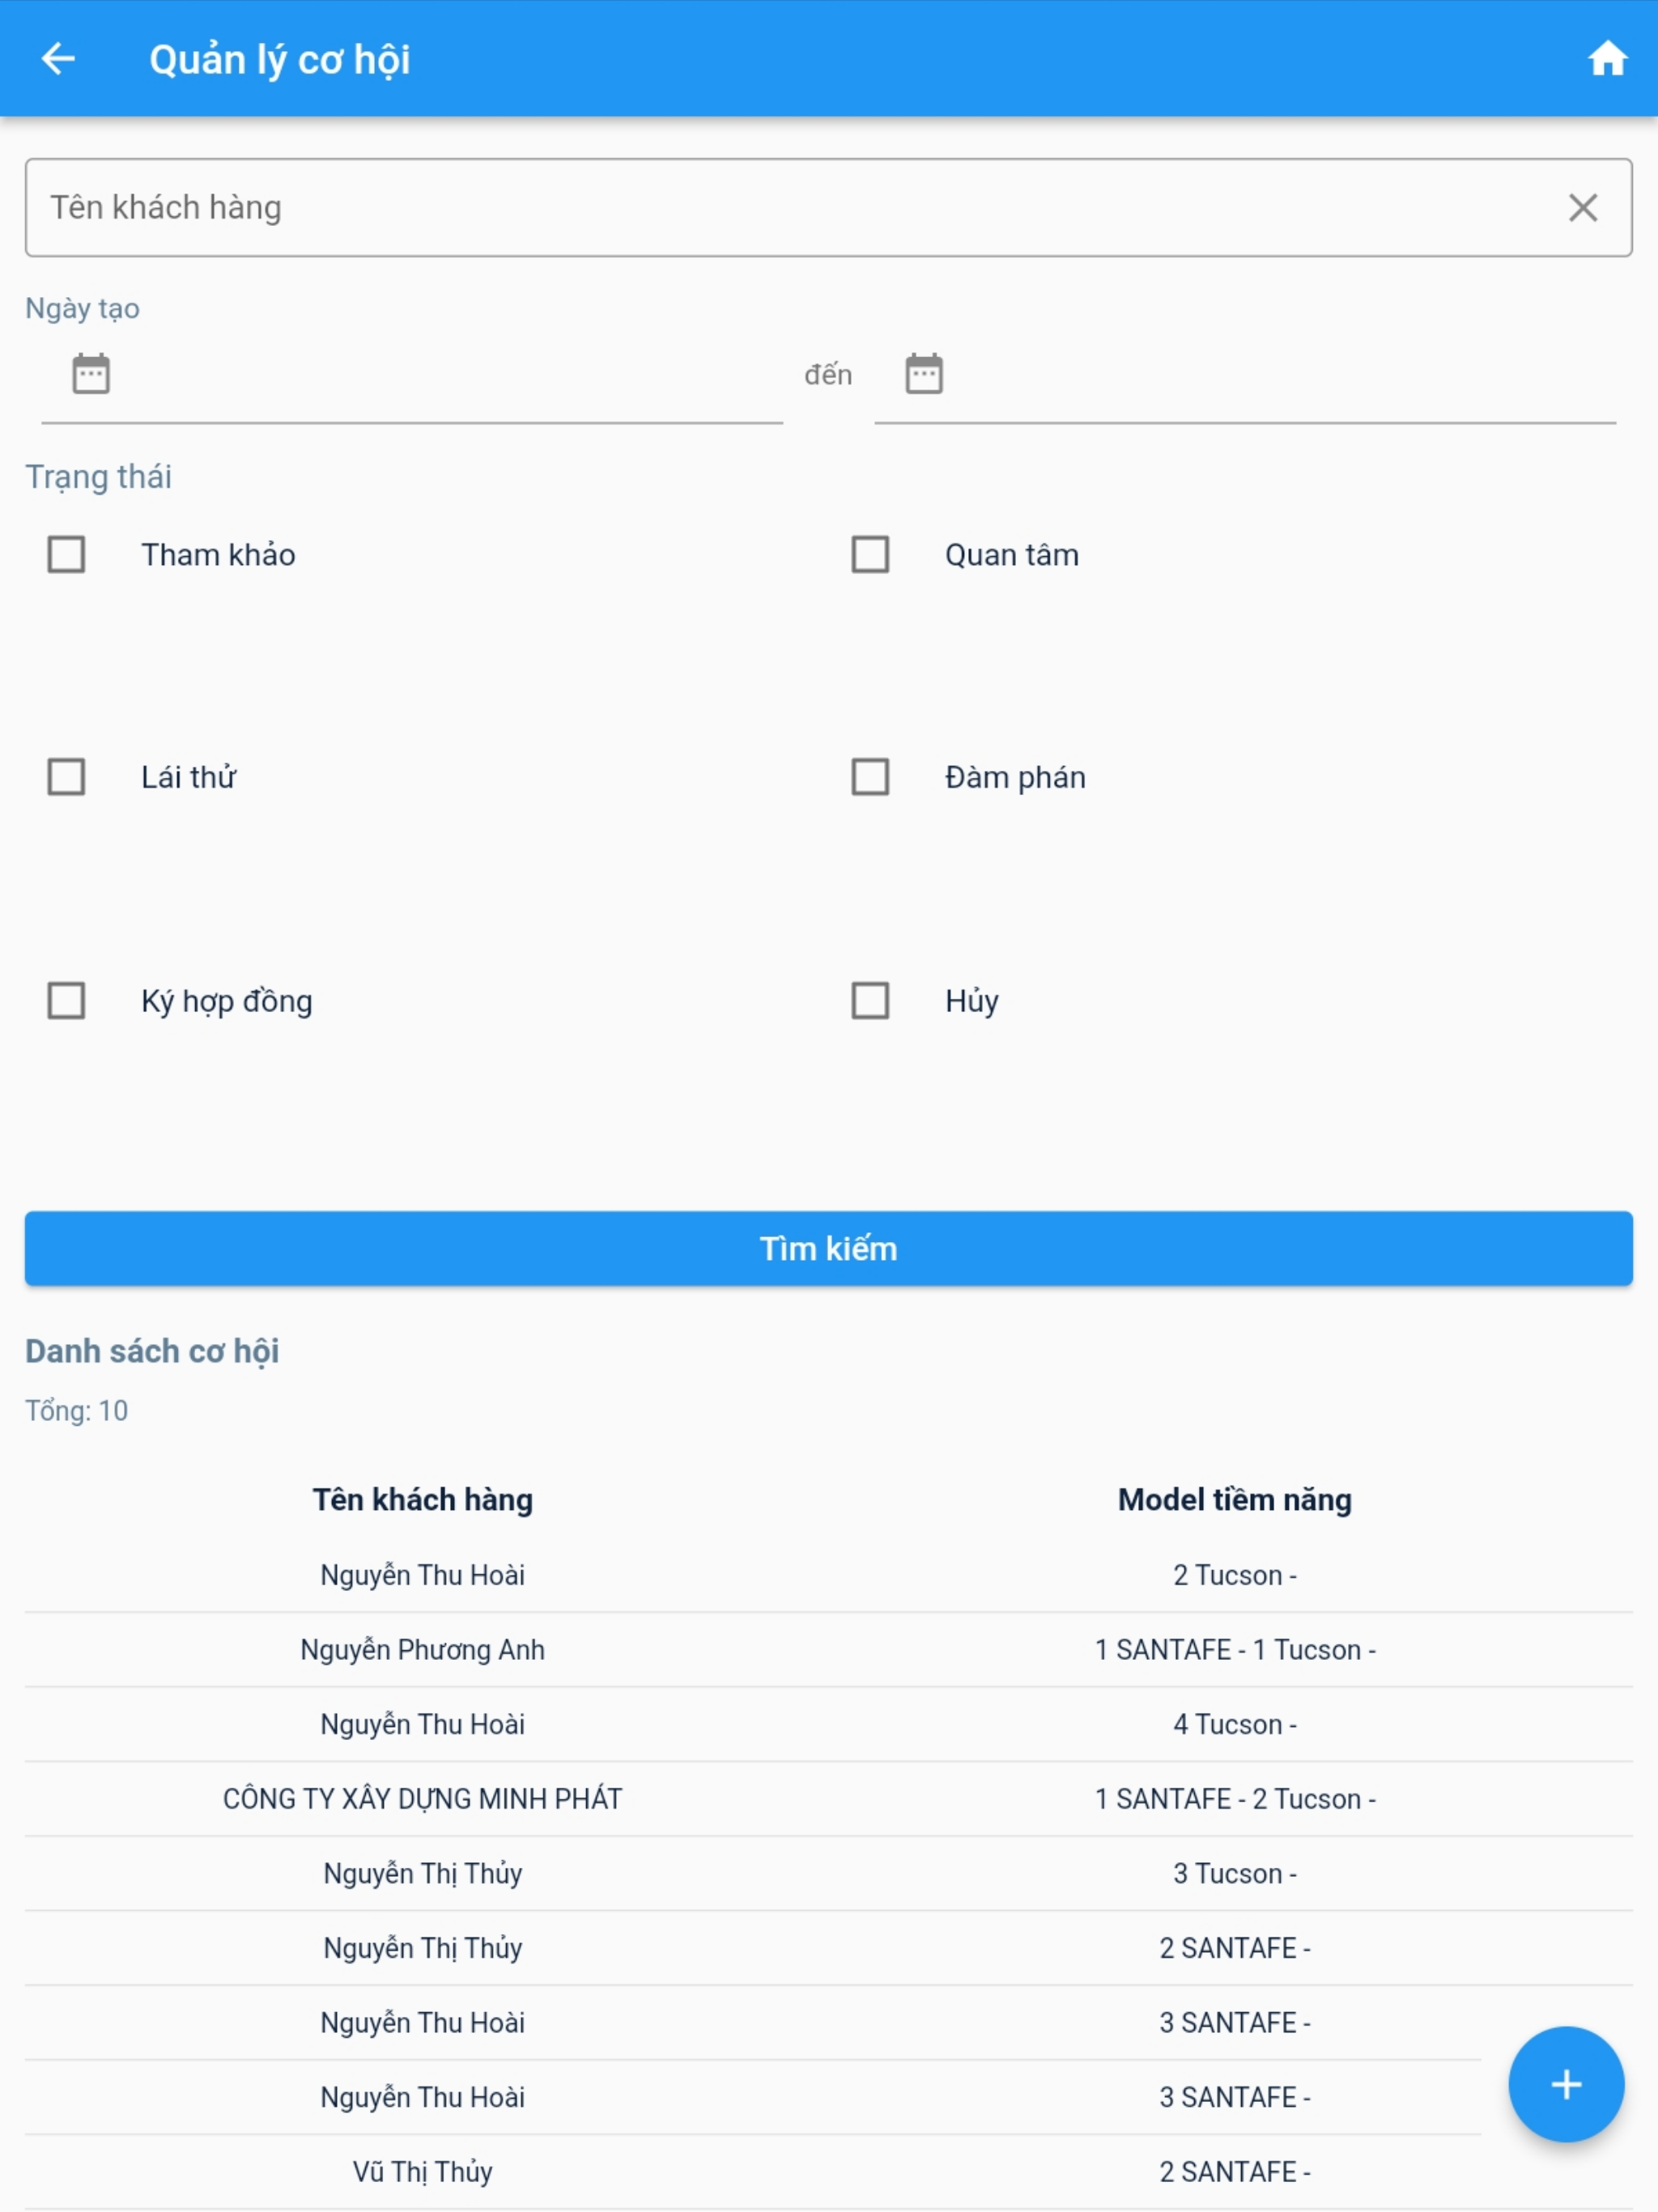 Quản lý cơ hội
Tên khách hàng
Ngày tạo
đến
Trạng thái
Tham khảo
Quan tâm
Lái thử
Đàm phán
Ký hợp đồng
Hủy
Tìm kiếm
Danh sách cơ hội
Tổng: 10
Tên khách hàng Model tiềm năng
Nguyễn Thu Hoài 2 Tucson -
Nguyễn Phương Anh 1 SANTAFE - 1 Tucson -
Nguyễn Thu Hoài 4 Tucson -
CÔNG TY XÂY DỰNG MINH PHÁT 1 SANTAFE - 2 Tucson -
Nguyễn Thị Thủy 3 Tucson -
Nguyễn Thị Thủy 2 SANTAFE -
Nguyễn Thu Hoài 3 SANTAFE -
Nguyễn Thu Hoài 3 SANTAFE -
Vũ Thị Thủy 2 SANTAFE -